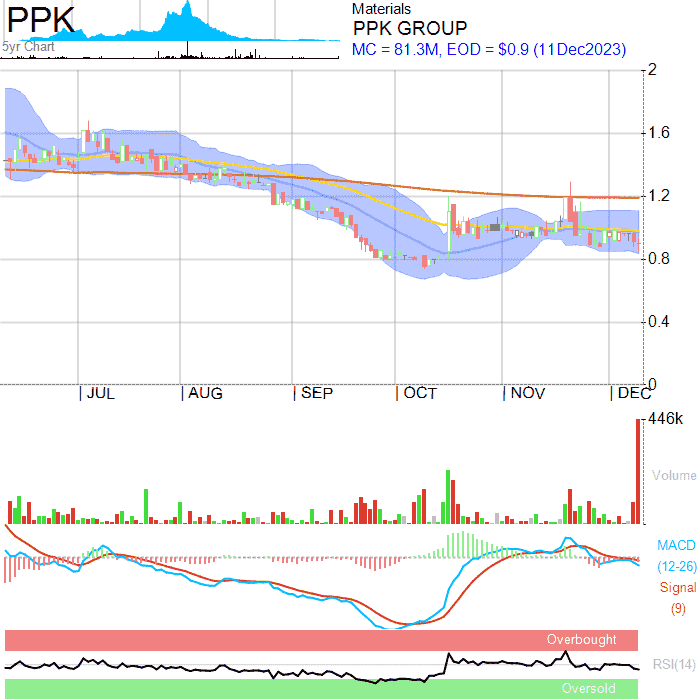 PPK
5yr Chart
Materials
PPK GROUP
MC = 81.3M, EOD = $0.9 (11Dec2023)
2
1.6
1.2
0.8
0.4
0
| JUL | AUG | SEP | OCT | NOV | DEC
446k
Volume
MACD
(12-26)
Signal
(9)
Overbought
RSI(14)
Oversold